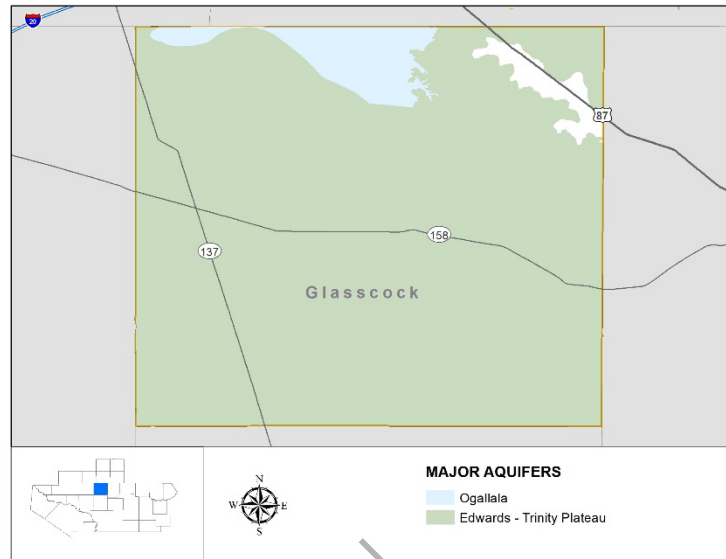 20
87
158
137
Glasscock
N
W E
S
MAJOR AQUIFERS
Ogallala
Edwards - Trinity Plateau